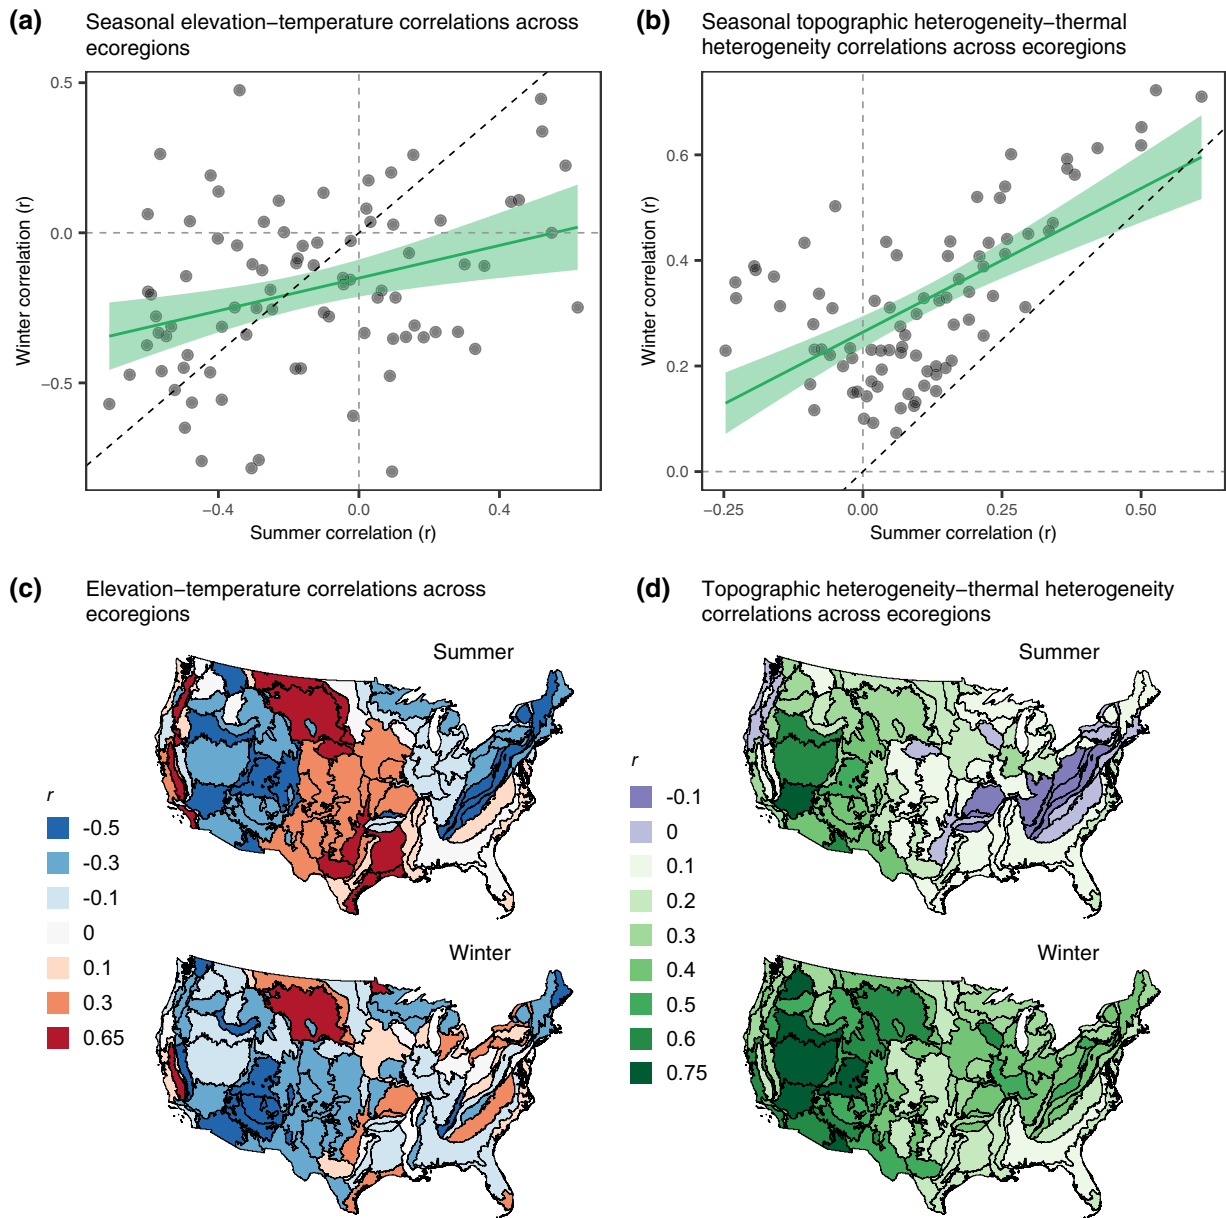 (a)
Seasonal elevation−temperature correlations across
ecoregions
0.5
0.0
−0.5
Winter correlation (r)
−0.4
0.0
0.4
Summer correlation (r)
(b)
Seasonal topographic heterogeneity−thermal
heterogeneity correlations across ecoregions
0.6
0.4
0.2
0.0
Winter correlation (r)
−0.25
0.00
0.25
0.50
Summer correlation (r)
(c)
Elevation−temperature correlations across
ecoregions
Summer
r
-0.5
-0.3
-0.1
0
0.1
0.3
0.65
Winter
(d)
Topographic heterogeneity−thermal heterogeneity
correlations across ecoregions
Summer
r
-0.1
0
0.1
0.2
0.3
0.4
0.5
0.6
0.75
Winter